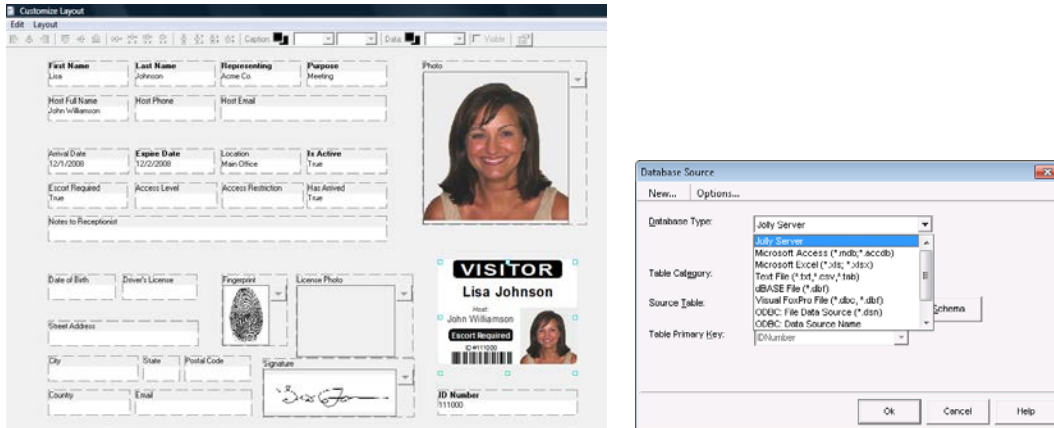 Customize Layout
Edit Layout
Caption Data Visible
First Name Last Name Representing Purpose
Lisa Johnson Acme Co. Meeting
Host Full Name Host Phone Host Email
John Williamson
Arrival Date Expire Date Location Is Active
12/1/2008 12/2/2008 Main Office True
Escort Required Access Level Access Restriction Has Arrived
True True
Notes to Receptionist
Photo
Date of Birth Driver's License Fingerprint License Photo
Street Address
City State Postal Code Signature
Country Email
VISITOR
Lisa Johnson
Host:
John Williamson
Escort Required
ID #111000
ID Number
111000
Database Source
New... Options...
Database Type: Jolly Server
Jolly Server
Microsoft Access (*.mdb;*.accdb)
Microsoft Excel (*.xls; *.xlsx)
Text File (*.txt,*.csv,*.tab)
dBASE File (*.dbf)
Visual FoxPro File (*.dbc, *.dbf)
ODBC: File Data Source (*.dsn)
ODBC: Data Source Name
Table Category:
Source Table: Schema
Table Primary Key: IDNumber
Ok Cancel Help